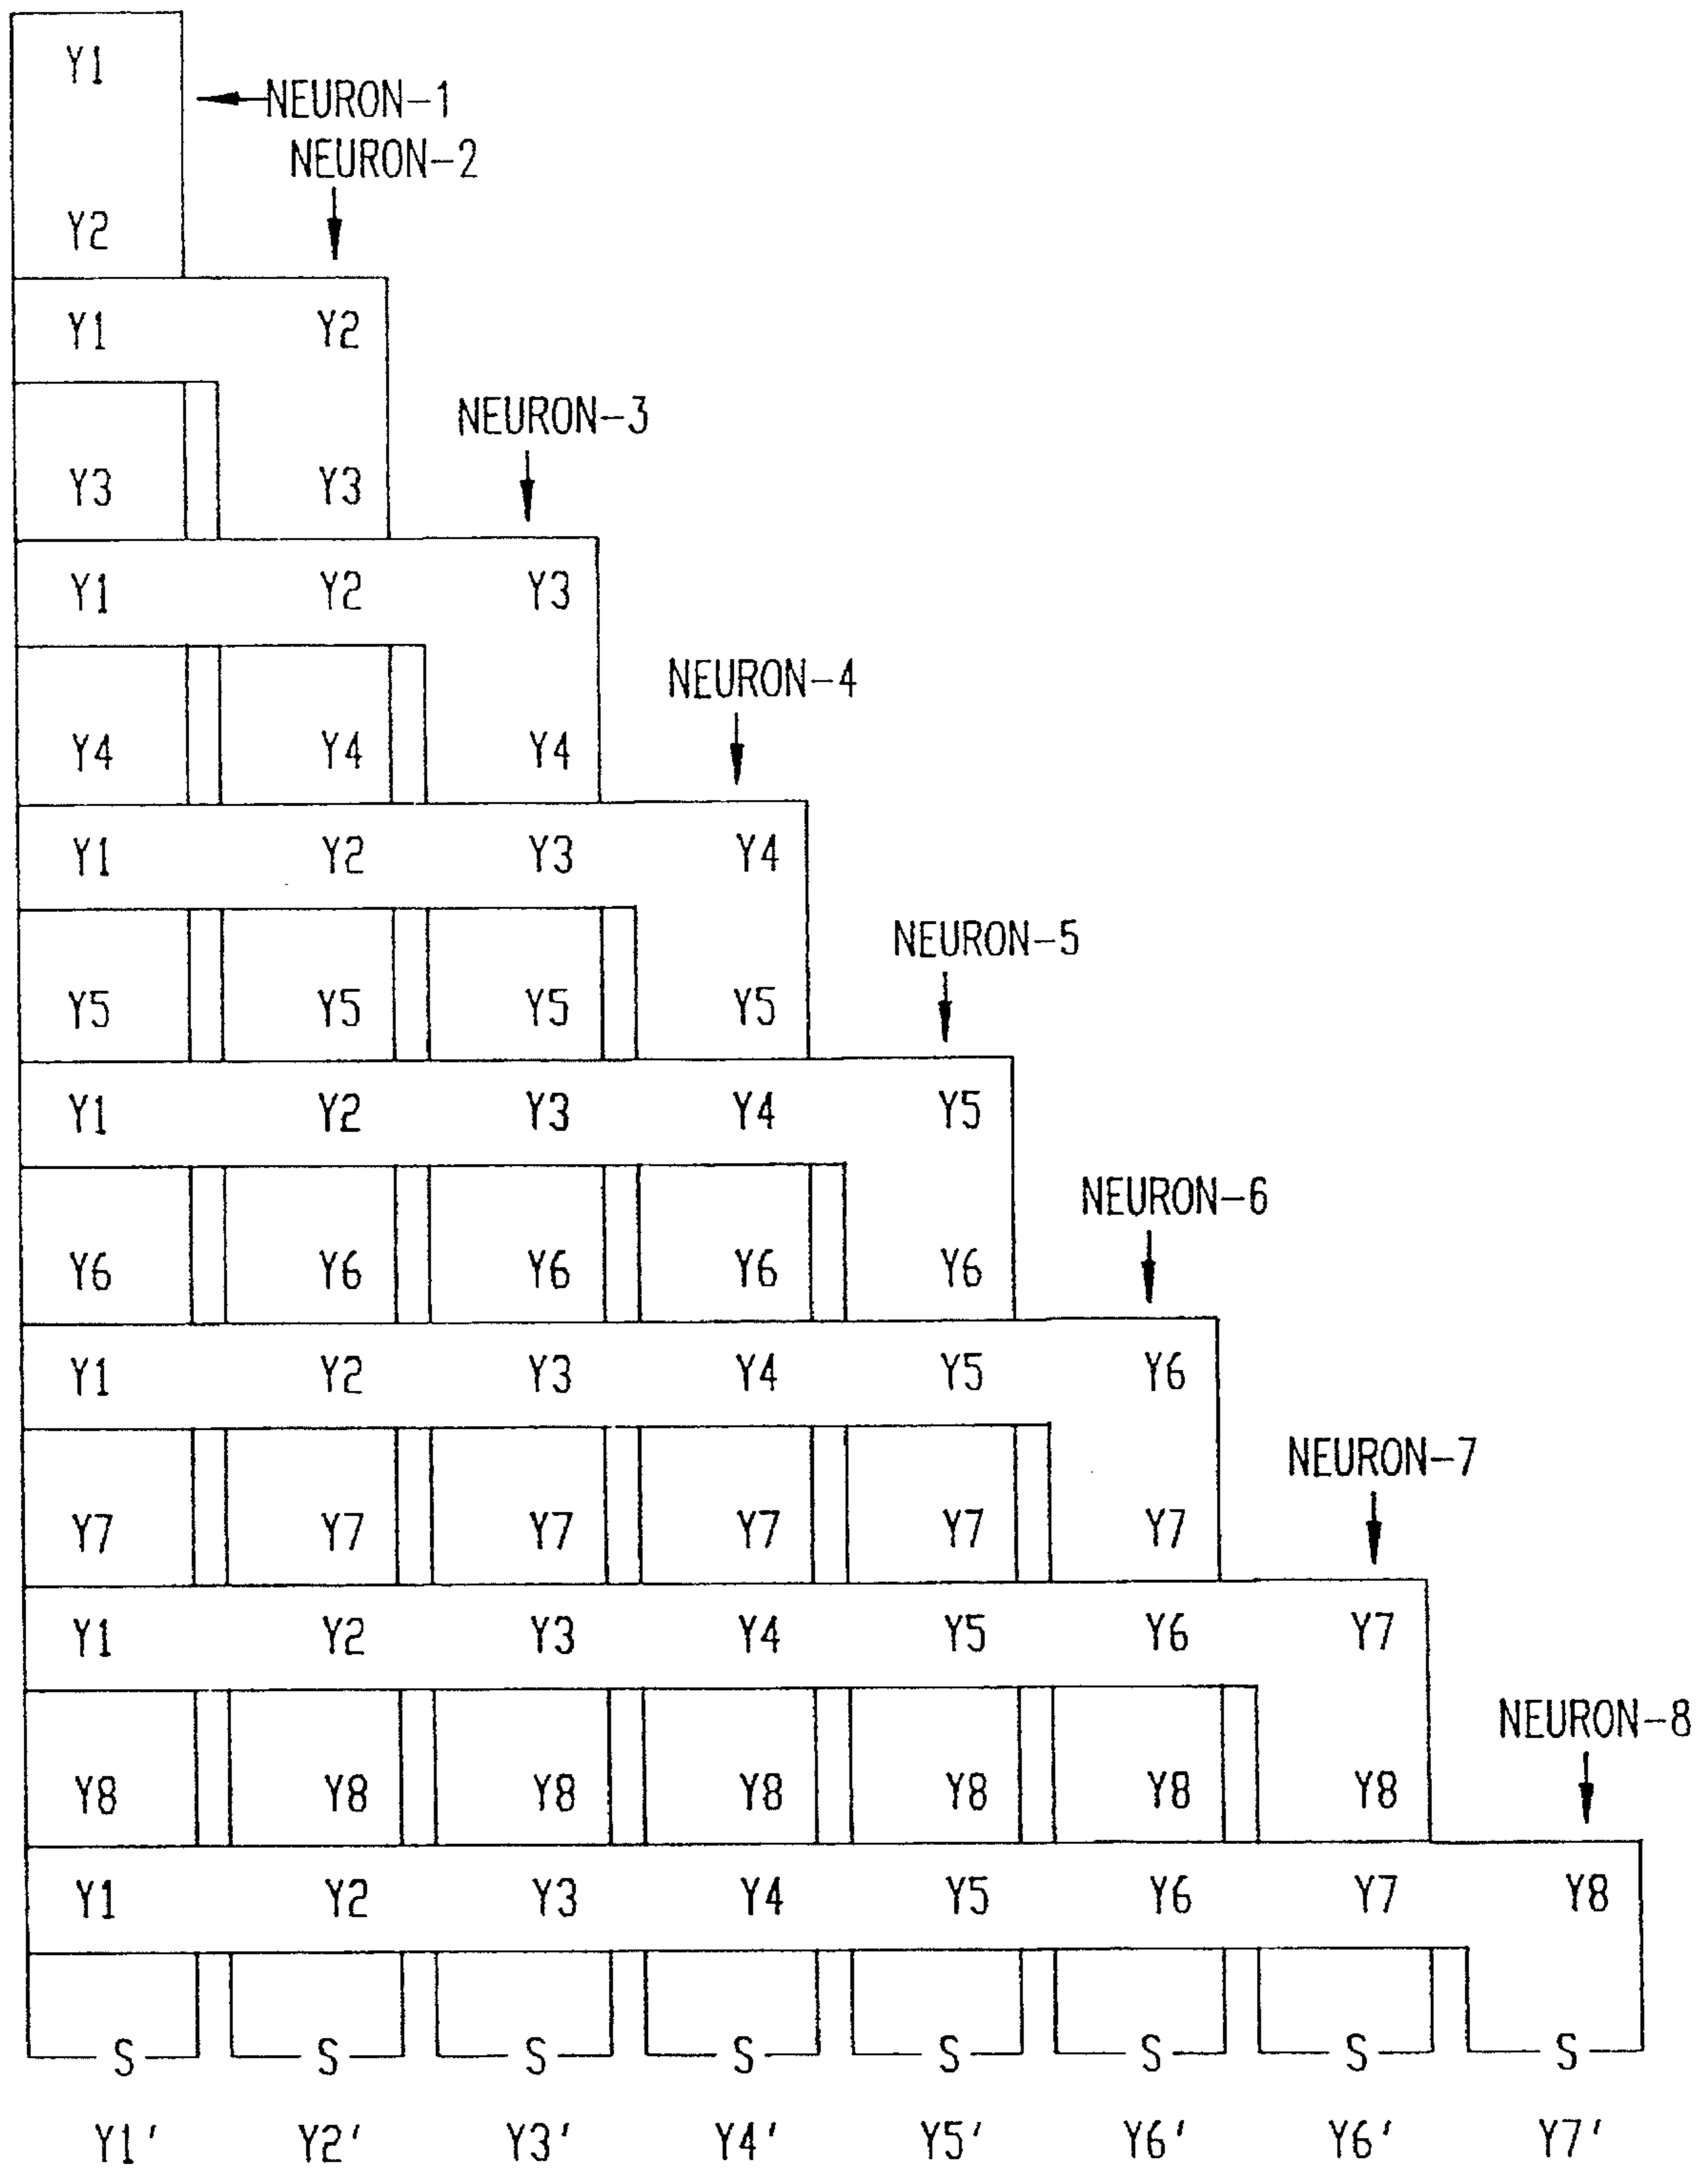 Y1
NEURON-1
NEURON-2
Y2
Y1 Y2
NEURON-3
Y3 Y3
Y1 Y2 Y3
NEURON-4
Y4 Y4 Y4
Y1 Y2 Y3 Y4
NEURON-5
Y5 Y5 Y5 Y5
Y1 Y2 Y3 Y4 Y5
NEURON-6
Y6 Y6 Y6 Y6 Y6
Y1 Y2 Y3 Y4 Y5 Y6
NEURON-7
Y7 Y7 Y7 Y7 Y7 Y7
Y1 Y2 Y3 Y4 Y5 Y6 Y7
NEURON-8
Y8 Y8 Y8 Y8 Y8 Y8 Y8
Y1 Y2 Y3 Y4 Y5 Y6 Y7 Y8
S S S S S S S S
Y1' Y2' Y3' Y4' Y5' Y6' Y6' Y7'